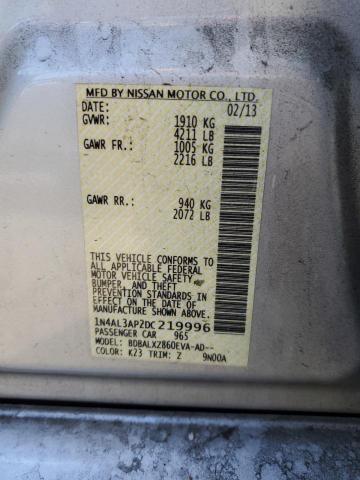 MFD BY NISSAN MOTOR CO., LTD.
DATE: 02/13
GVWR: 1910 KG
4211 LB
GAWR FR.: 1005 KG
2216 LB
GAWR RR.: 940 KG
2072 LB
THIS VEHICLE CONFORMS TO
ALL APPLICABLE FEDERAL
MOTOR VEHICLE SAFETY,
BUMPER, AND THEFT
PREVENTION STANDARDS IN
EFFECT ON THE DATE OF
MANUFACTURE SHOWN ABOVE.
1N4AL3AP2DC219996
PASSENGER CAR 965
MODEL: BDBALXZ860EVA-AD--
COLOR: K23 TRIM: Z 9N00A